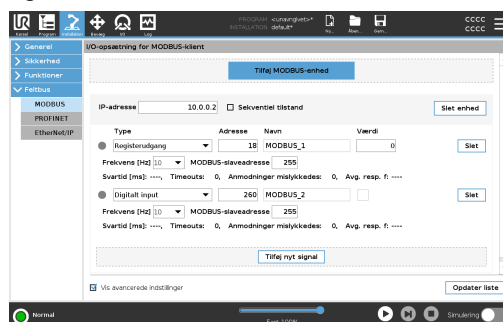 PROGRAM <unavngivet>*
INSTALLATION default*
Kørsel Program Installation Bevæg I/O Log Ny... Åben... Gem...
CCCC
CCCC
Generel
Sikkerhed
Funktioner
Feltbus
MODBUS
PROFINET
EtherNet/IP
I/O-opsætning for MODBUS-klient
Tilføj MODBUS-enhed
IP-adresse 10.0.0.2 Sekventiel tilstand Slet enhed
Type Adresse Navn Værdi
Registerudgang 18 MODBUS_1 0 Slet
Frekvens [Hz] 10 MODBUS-slaveadresse 255
Svartid [ms]: ----, Timeouts: 0, Anmodninger mislykkedes: 0, Avg. resp. f: ----
Digitalt input 260 MODBUS_2 Slet
Frekvens [Hz] 10 MODBUS-slaveadresse 255
Svartid [ms]: ----, Timeouts: 0, Anmodninger mislykkedes: 0, Avg. resp. f: ----
Tilføj nyt signal
Vis avancerede indstillinger Opdater liste
Normal
Simulering